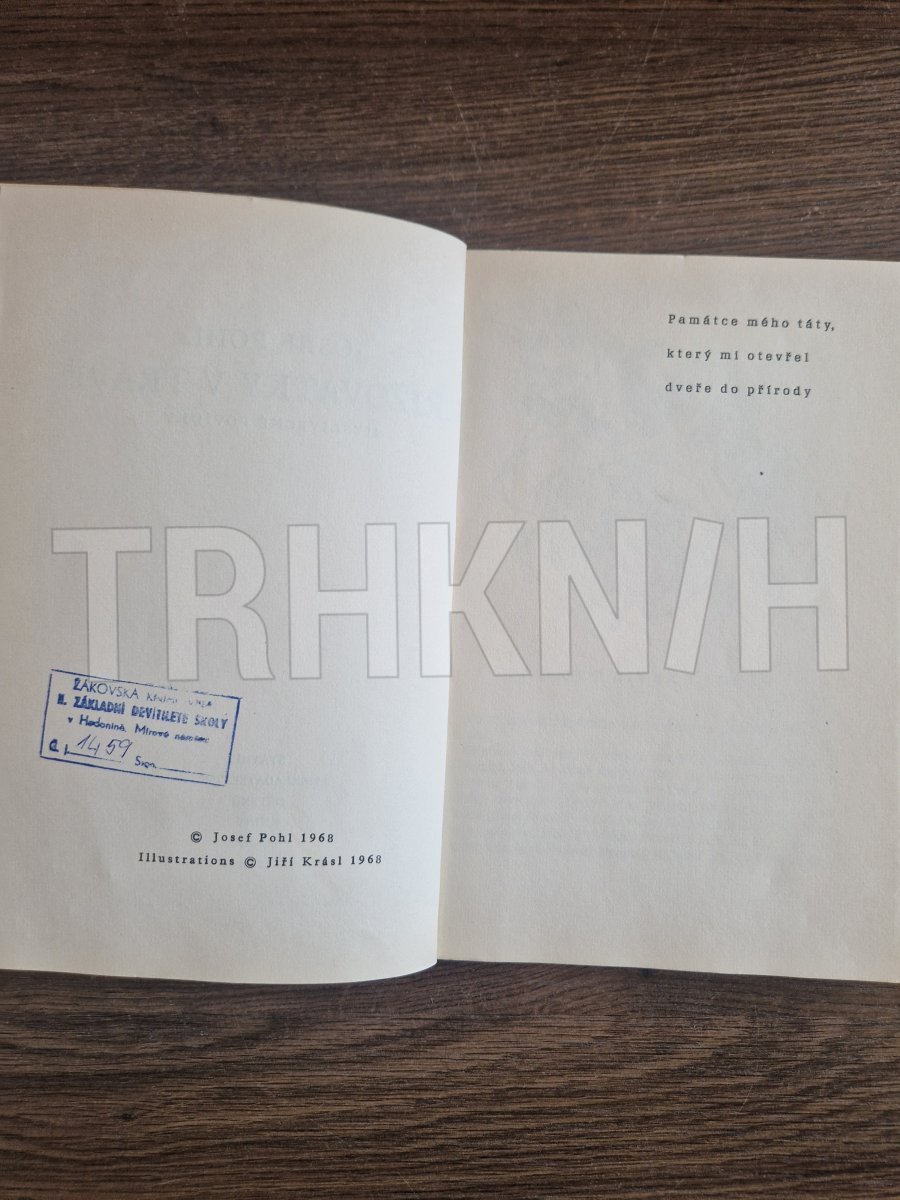 ŽÁKOVSKÁ
II. ZÁKLADNÍ DEVÍTILETÉ ŠKOLY
v Hodoníně, Mírové
č. 1459 Sign.
© Josef Pohl 1968
Illustrations © Jiří Krásl 1968
Památce mého táty,
který mi otevřel
dveře do přírody
TRHKNIH